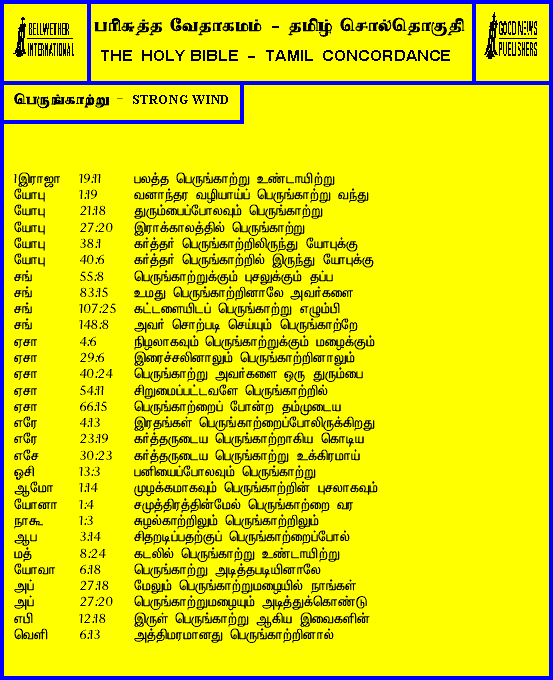 BELLWETHER
INTERNATIONAL
பரிசுத்த வேதாகமம் - தமிழ் சொல்தொகுதி
THE HOLY BIBLE - TAMIL CONCORDANCE
GOOD NEWS
PUBLISHERS
பெருங்காற்று - STRONG WIND
1இராஜா 19:11 பலத்த பெருங்காற்று உண்டாயிற்று
யோபு 1:19 வனாந்தர வழியாய்ப் பெருங்காற்று வந்து
யோபு 21:18 துரும்பைப்போலவும் பெருங்காற்று
யோபு 27:20 இராக்காலத்தில் பெருங்காற்று
யோபு 38:1 கர்த்தர் பெருங்காற்றிலிருந்து யோபுக்கு
யோபு 40:6 கர்த்தர் பெருங்காற்றில் இருந்து யோபுக்கு
சங் 55:8 பெருங்காற்றுக்கும் புசலுக்கும் தப்ப
சங் 83:15 உமது பெருங்காற்றினாலே அவர்களை
சங் 107:25 கட்டளையிடப் பெருங்காற்று எழும்பி
சங் 148:8 அவர் சொற்படி செய்யும் பெருங்காற்றே
ஏசா 4:6 நிழலாகவும் பெருங்காற்றுக்கும் மழைக்கும்
ஏசா 29:6 இரைச்சலினாலும் பெருங்காற்றினாலும்
ஏசா 40:24 பெருங்காற்று அவர்களை ஒரு துரும்பை
ஏசா 54:11 சிறுமைப்பட்டவளே பெருங்காற்றில்
ஏசா 66:15 பெருங்காற்றைப் போன்ற தம்முடைய
எரே 4:13 இரதங்கள் பெருங்காற்றைப்போலிருக்கிறது
எரே 23:19 கர்த்தருடைய பெருங்காற்றாகிய கொடிய
எசே 30:23 கர்த்தருடைய பெருங்காற்று உக்கிரமாய்
ஓசி 13:3 பனியைப்போலவும் பெருங்காற்று
ஆமோ 1:14 முழக்கமாகவும் பெருங்காற்றின் புசலாகவும்
யோனா 1:4 சமுத்திரத்தின்மேல் பெருங்காற்றை வர
நாகூ 1:3 சுழல்காற்றிலும் பெருங்காற்றிலும்
ஆப 3:14 சிதறடிப்பதற்குப் பெருங்காற்றைப்போல்
மத் 8:24 கடலில் பெருங்காற்று உண்டாயிற்று
யோவா 6:18 பெருங்காற்று அடித்தபடியினாலே
அப் 27:18 மேலும் பெருங்காற்றுமழையில் நாங்கள்
அப் 27:20 பெருங்காற்றுமழையும் அடித்துக்கொண்டு
எபி 12:18 இருள் பெருங்காற்று ஆகிய இவைகளின்
வெளி 6:13 அத்திமரமானது பெருங்காற்றினால்